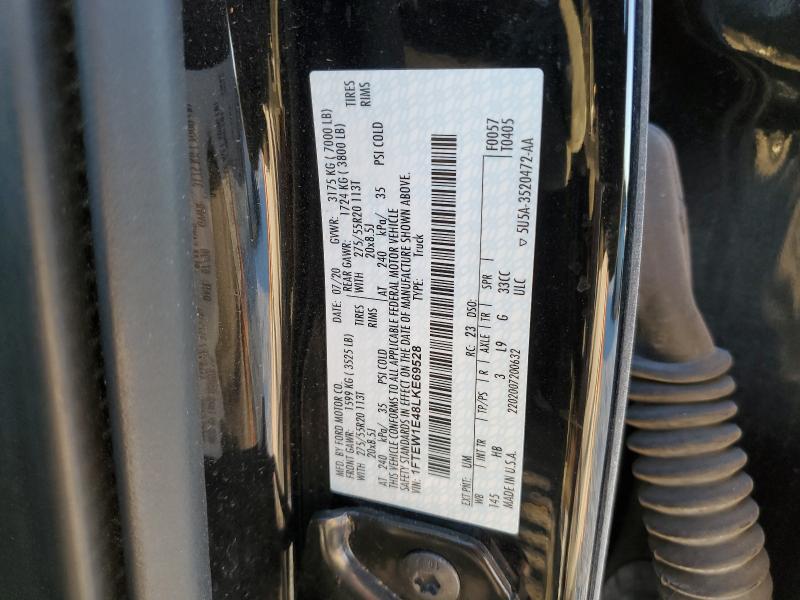 MFD. BY FORD MOTOR CO. DATE: 07/20 GVWR: 3175 KG ( 7000 LB)
FRONT GAWR: 1599 KG ( 3525 LB) REAR GAWR: 1724 KG ( 3800 LB)
WITH 275/55R20 113T TIRES WITH 275/55R20 113T TIRES
20x8.5J RIMS 20x8.5J RIMS
AT 240 kPa/ 35 PSI COLD AT 240 kPa/ 35 PSI COLD
THIS VEHICLE CONFORMS TO ALL APPLICABLE FEDERAL MOTOR VEHICLE
SAFETY STANDARDS IN EFFECT ON THE DATE OF MANUFACTURE SHOWN ABOVE.
VIN: 1FTEW1E48LKE69528 TYPE: Truck
F0057
T0405
EXT PNT: UM RC: 23 DSO:
WB INT TR TP/PS R AXLE TR SPR
145 HB 3 L9 G 33CC
MADE IN U.S.A. 2202007200632 ULC
▽ 5U5A-3520472-AA